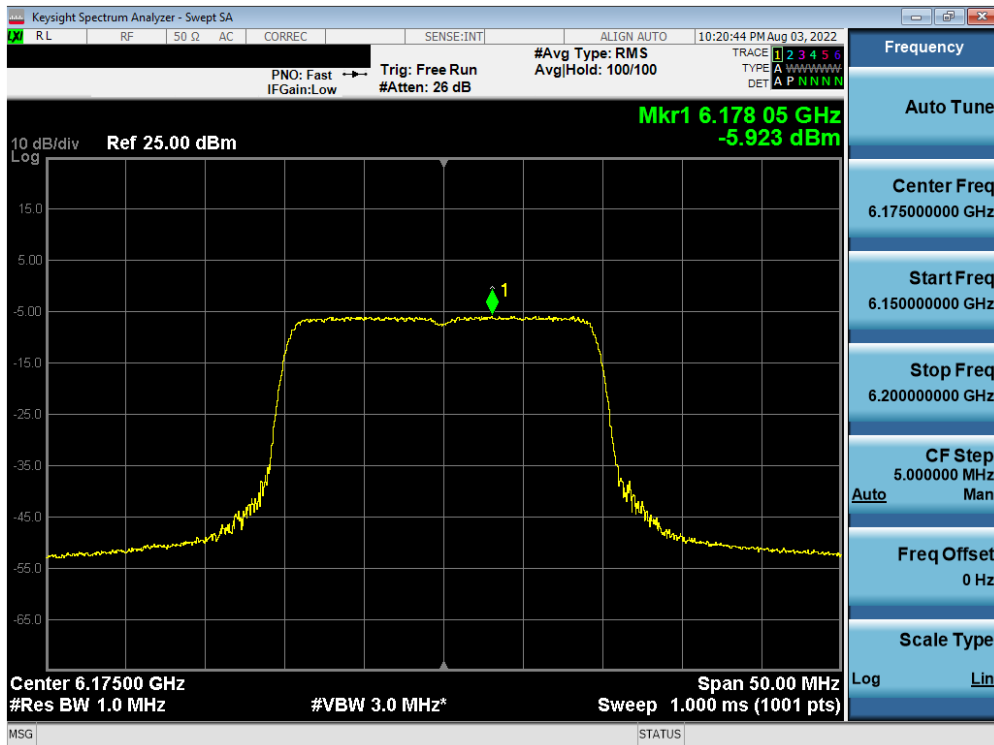 Keysight Spectrum Analyzer - Swept SA
LXI RL RF 50 Ω AC CORREC SENSE:INT ALIGN AUTO 10:20:44 PM Aug 03, 2022
PNO: Fast
IFGain:Low
Trig: Free Run
#Atten: 26 dB
#Avg Type: RMS
Avg|Hold: 100/100
TRACE 1 2 3 4 5 6
TYPE A WWWWW
DET A P N N N N
Mkr1 6.178 05 GHz
-5.923 dBm
10 dB/div Ref 25.00 dBm
Log
15.0
5.00
1
-5.00
-15.0
-25.0
-35.0
-45.0
-55.0
-65.0
Center 6.17500 GHz Span 50.00 MHz
#Res BW 1.0 MHz #VBW 3.0 MHz* Sweep 1.000 ms (1001 pts)
MSG STATUS
Frequency
Auto Tune
Center Freq
6.175000000 GHz
Start Freq
6.150000000 GHz
Stop Freq
6.200000000 GHz
CF Step
5.000000 MHz
Auto Man
Freq Offset
0 Hz
Scale Type
Log Lin